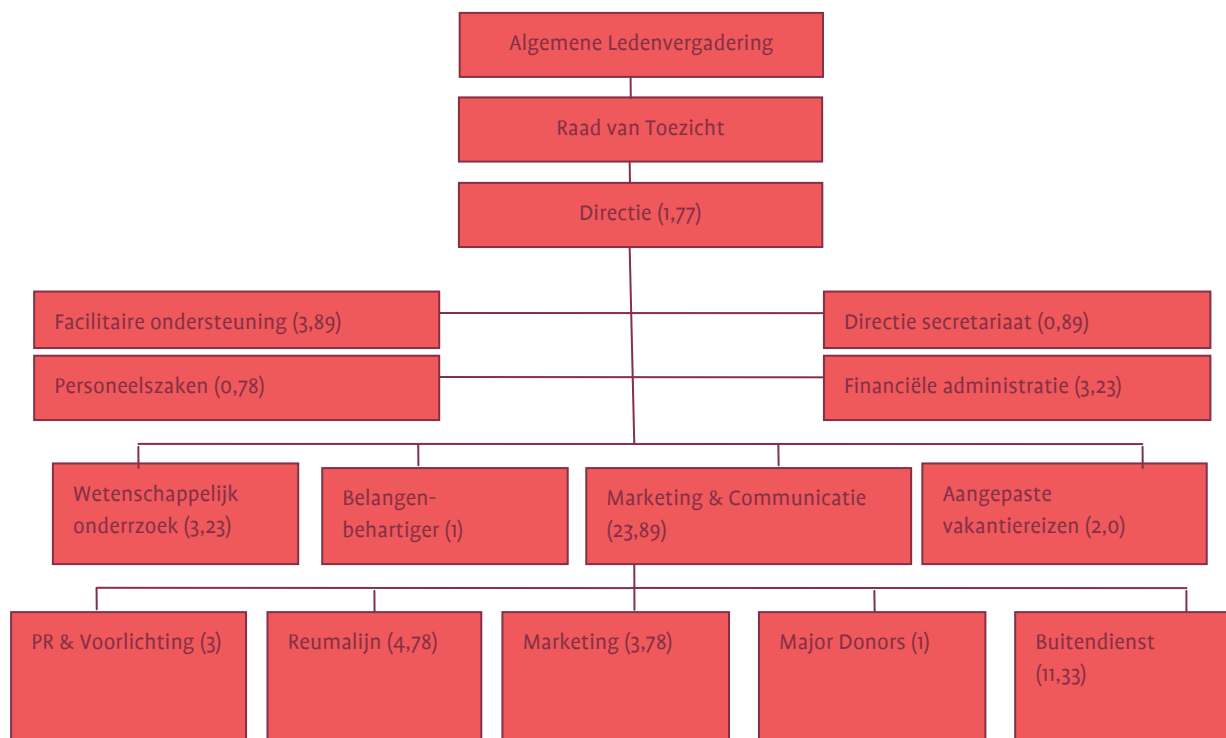 Algemene Ledenvergadering
Raad van Toezicht
Directie (1,77)
Facilitaire ondersteuning (3,89)
Directie secretariaat (0,89)
Personeelszaken (0,78)
Financiële administratie (3,23)
Wetenschappelijk
onderrzoek (3,23)
Belangen-
behartiger (1)
Marketing & Communicatie
(23,89)
Aangepaste
vakantiereizen (2,0)
PR & Voorlichting (3)
Reumalijn (4,78)
Marketing (3,78)
Major Donors (1)
Buitendienst
(11,33)